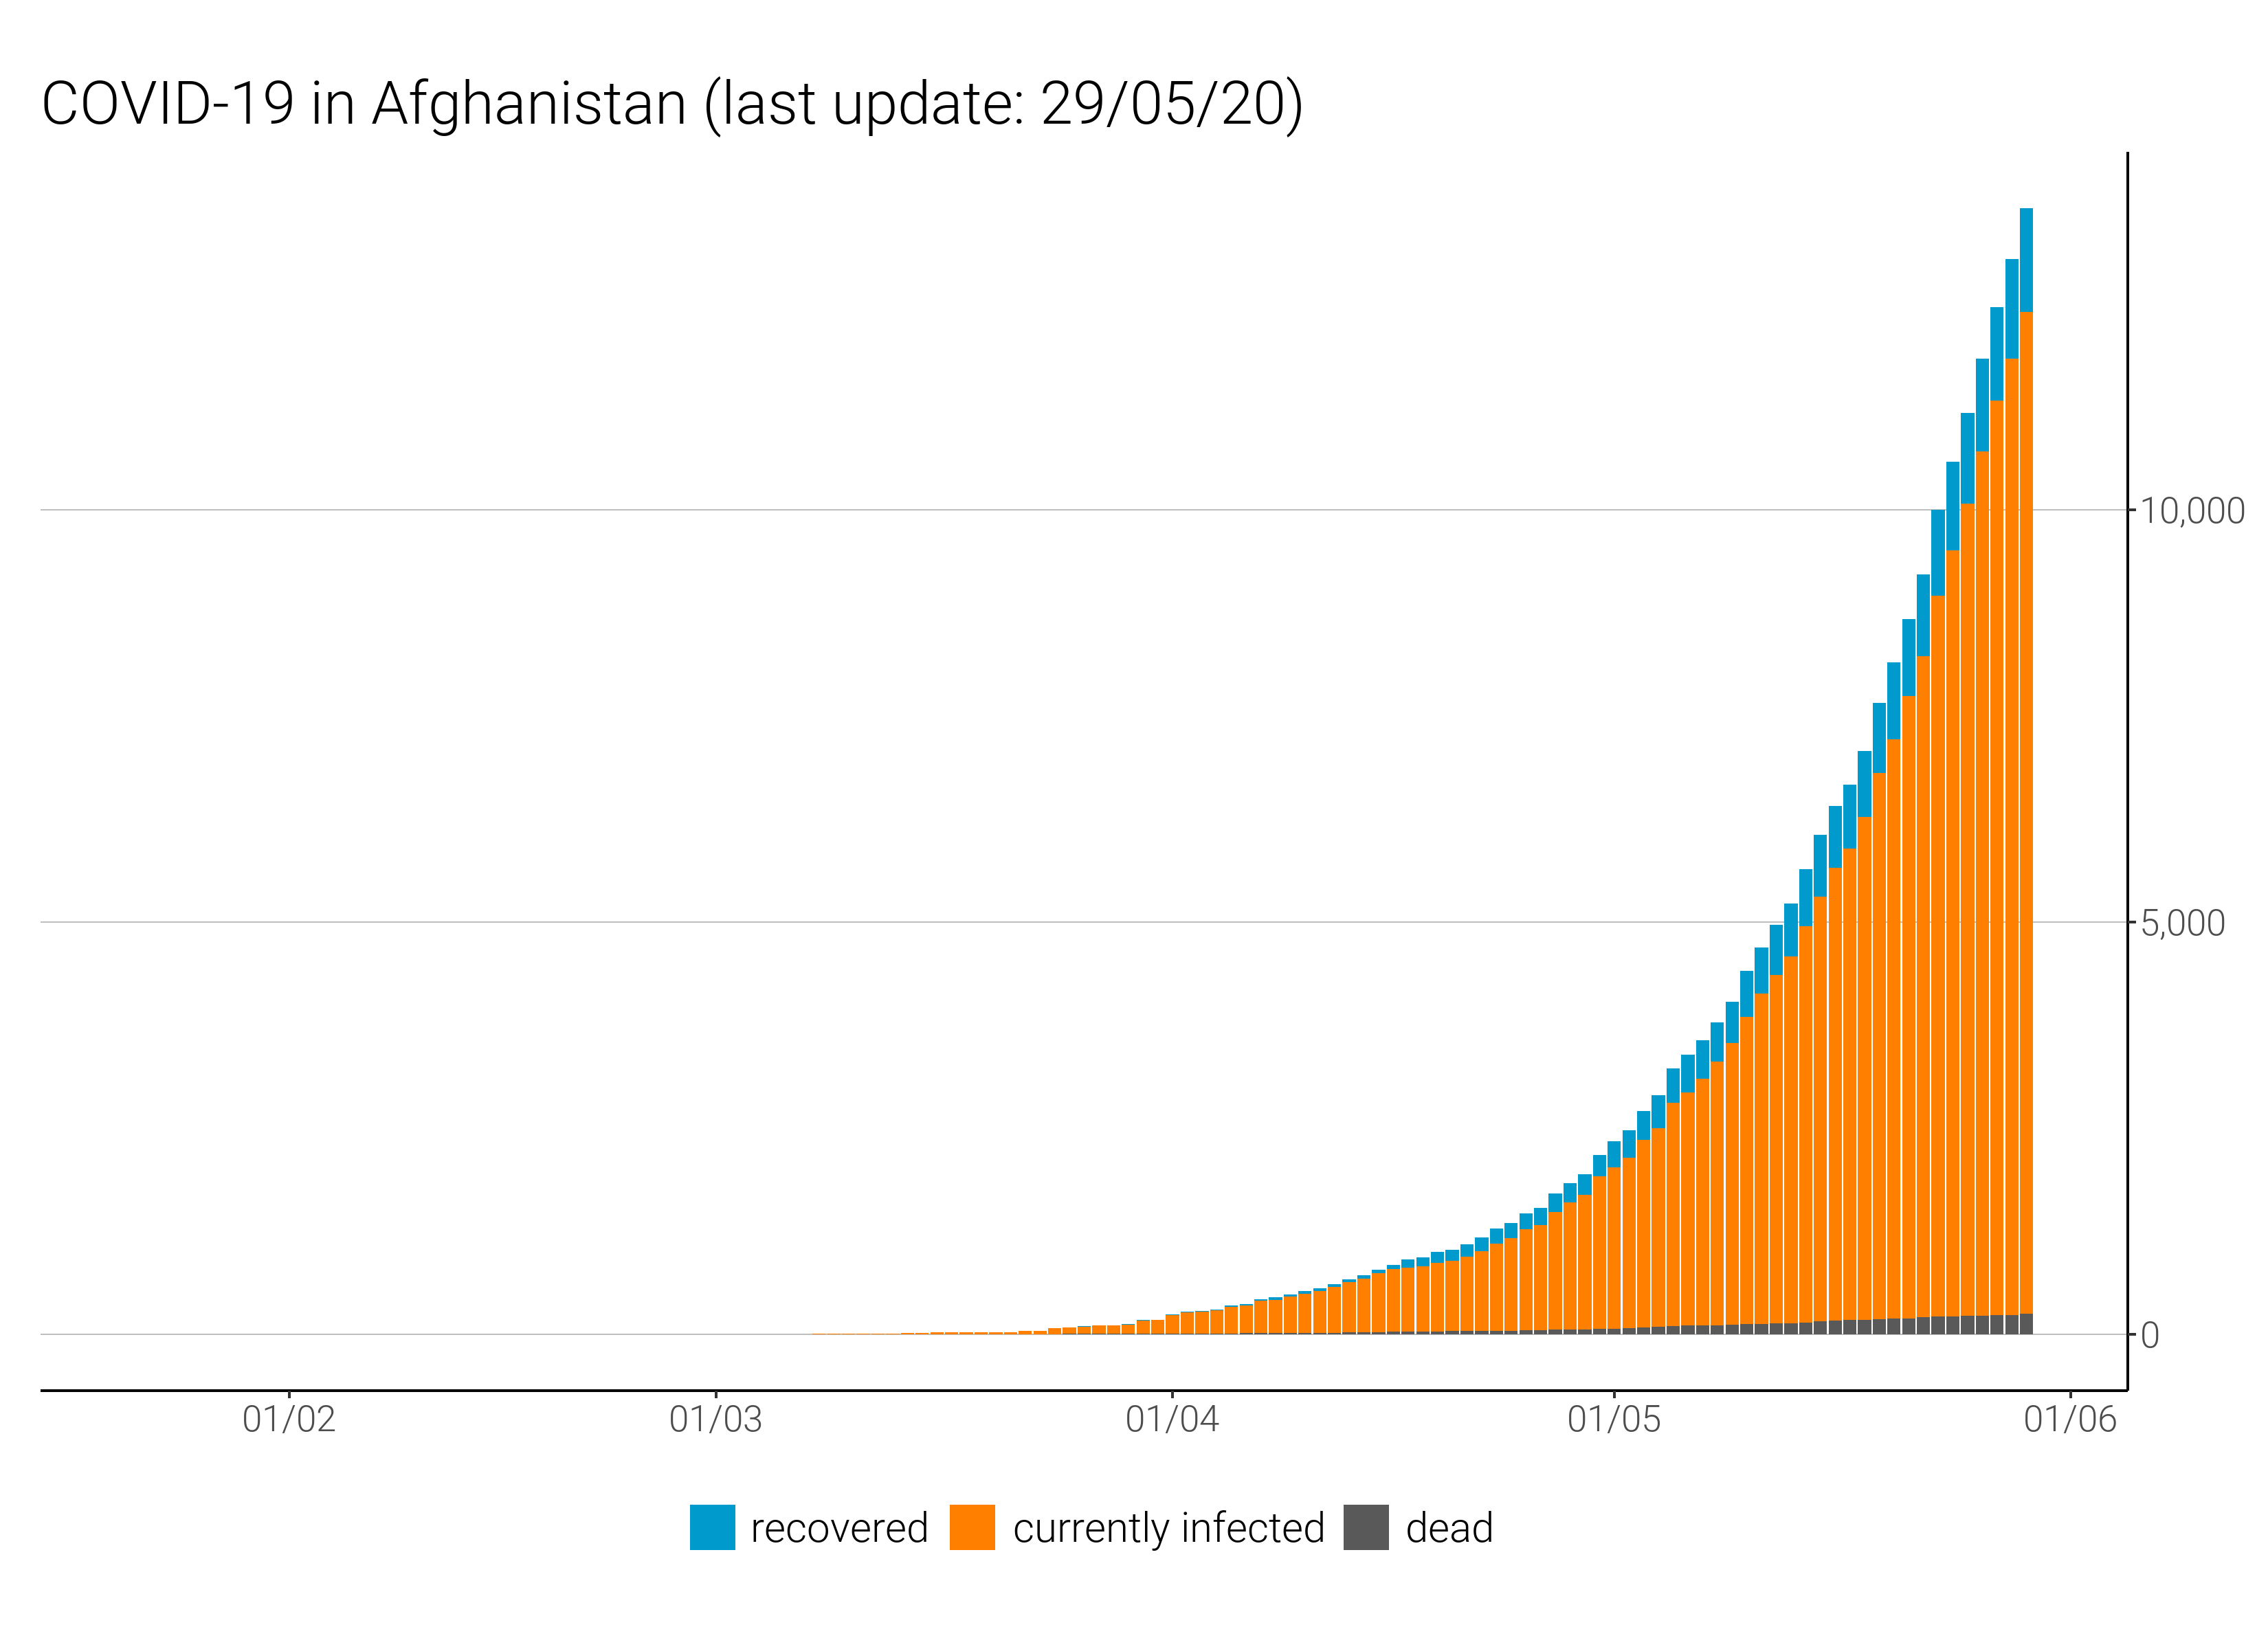 COVID-19 in Afghanistan (last update: 29/05/20)
10,000
5,000
0
01/02 01/03 01/04 01/05 01/06
recovered currently infected dead